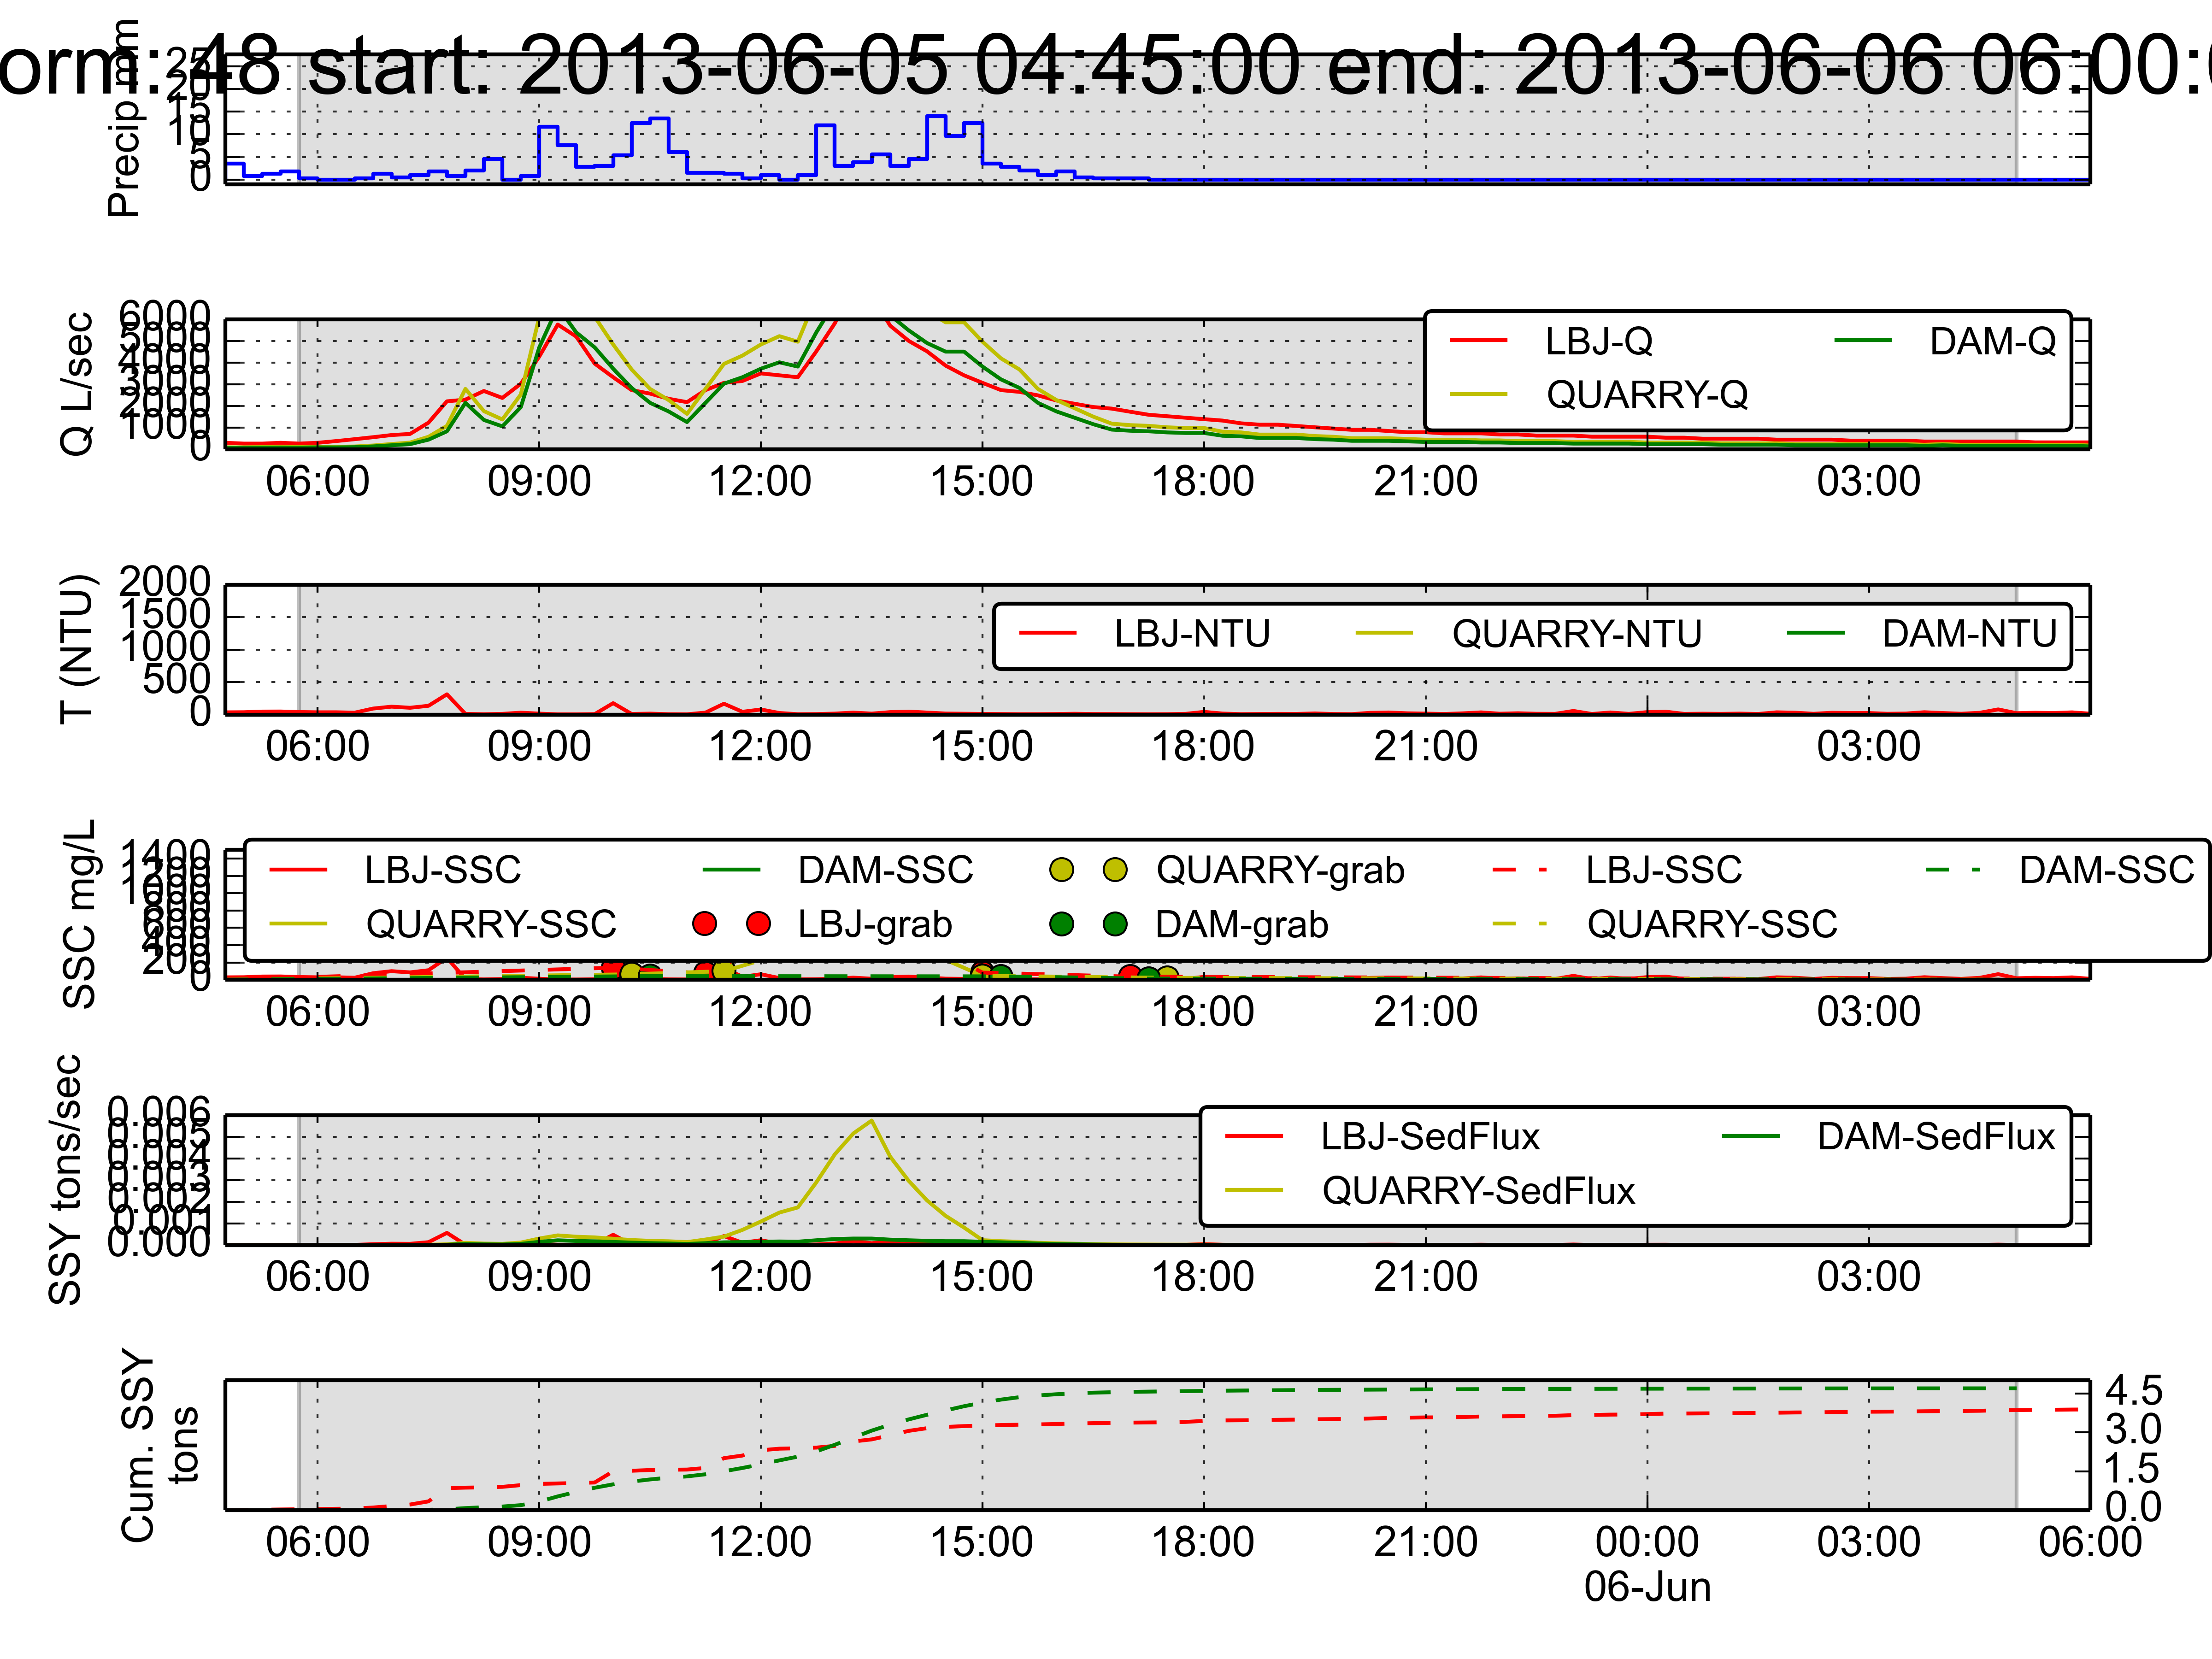 orm: 48 start: 2013-06-05 04:45:00 end: 2013-06-06 06:00:0
Precip mm
25
20
15
10
5
0
Q L/sec
6000
5000
4000
3000
2000
1000
0
LBJ-Q DAM-Q
QUARRY-Q
06:00 09:00 12:00 15:00 18:00 21:00 03:00
T (NTU)
2000
1500
1000
500
0
LBJ-NTU QUARRY-NTU DAM-NTU
06:00 09:00 12:00 15:00 18:00 21:00 03:00
SSC mg/L
1400
1200
1000
800
600
400
200
0
LBJ-SSC DAM-SSC QUARRY-grab LBJ-SSC DAM-SSC
QUARRY-SSC LBJ-grab DAM-grab QUARRY-SSC
06:00 09:00 12:00 15:00 18:00 21:00 03:00
SSY tons/sec
0.006
0.005
0.004
0.003
0.002
0.001
0.000
LBJ-SedFlux DAM-SedFlux
QUARRY-SedFlux
06:00 09:00 12:00 15:00 18:00 21:00 03:00
Cum. SSY
tons
4.5
3.0
1.5
0.0
06:00 09:00 12:00 15:00 18:00 21:00 00:00 03:00 06:00
06-Jun